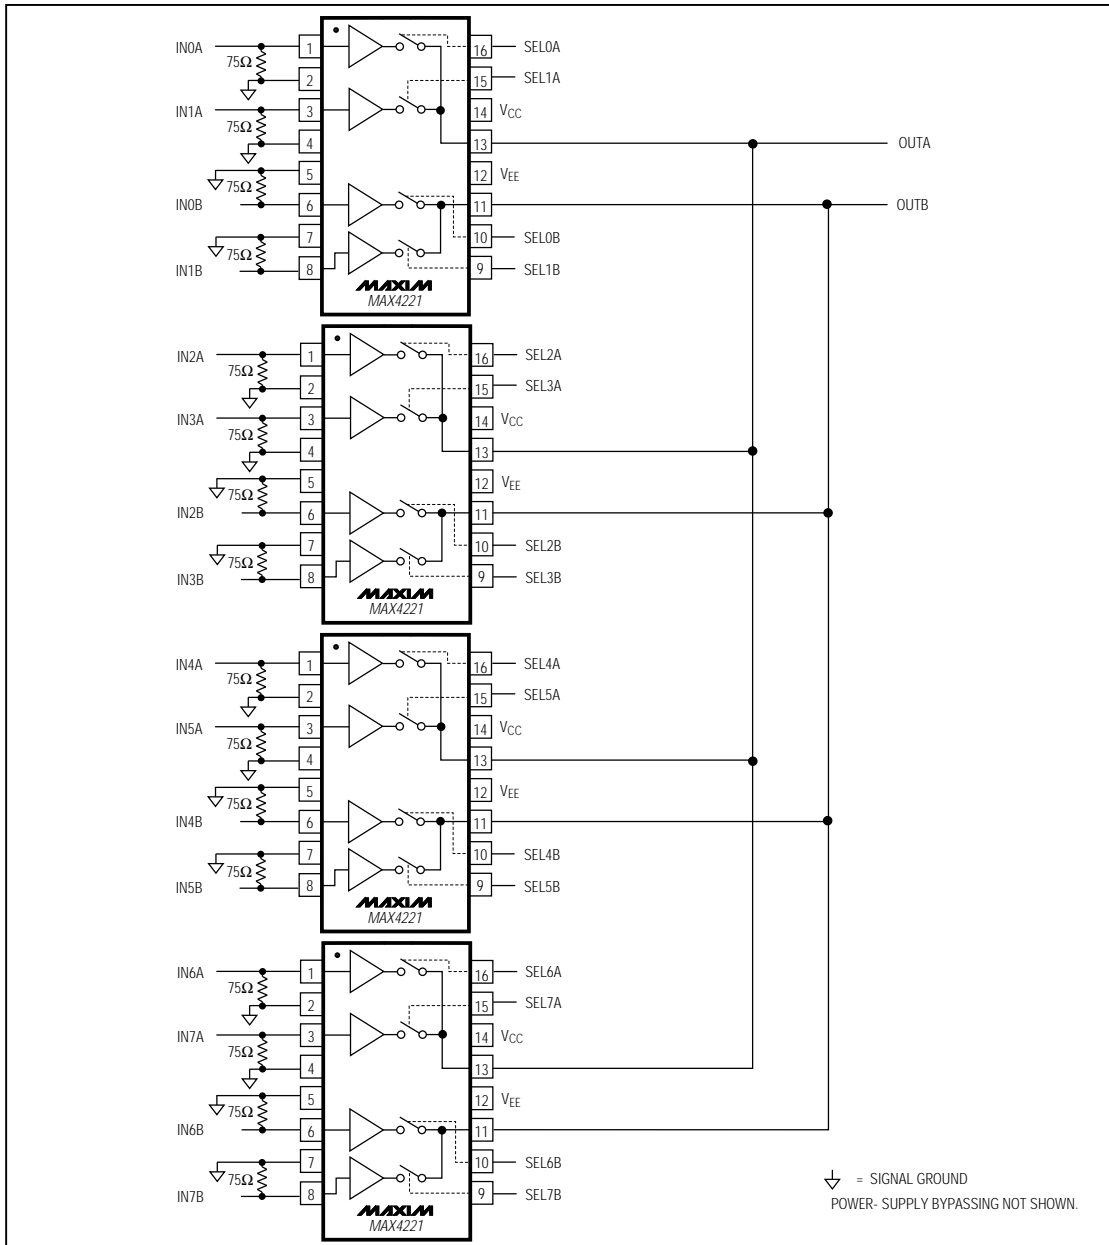 IN0A 75Ω 1 16 SEL0A
2 15 SEL1A
IN1A 75Ω 3 14 VCC
4 13 OUTA
75Ω 5 12 VEE
IN0B 6 11 OUTB
75Ω 7 10 SEL0B
IN1B 8 9 SEL1B
MAXIM
MAX4221
IN2A 75Ω 1 16 SEL2A
2 15 SEL3A
IN3A 75Ω 3 14 VCC
4 13
75Ω 5 12 VEE
IN2B 6 11
75Ω 7 10 SEL2B
IN3B 8 9 SEL3B
MAXIM
MAX4221
IN4A 75Ω 1 16 SEL4A
2 15 SEL5A
IN5A 75Ω 3 14 VCC
4 13
75Ω 5 12 VEE
IN4B 6 11
75Ω 7 10 SEL4B
IN5B 8 9 SEL5B
MAXIM
MAX4221
IN6A 75Ω 1 16 SEL6A
2 15 SEL7A
IN7A 75Ω 3 14 VCC
4 13
75Ω 5 12 VEE
IN6B 6 11
75Ω 7 10 SEL6B
IN7B 8 9 SEL7B
MAXIM
MAX4221
= SIGNAL GROUND
POWER- SUPPLY BYPASSING NOT SHOWN.